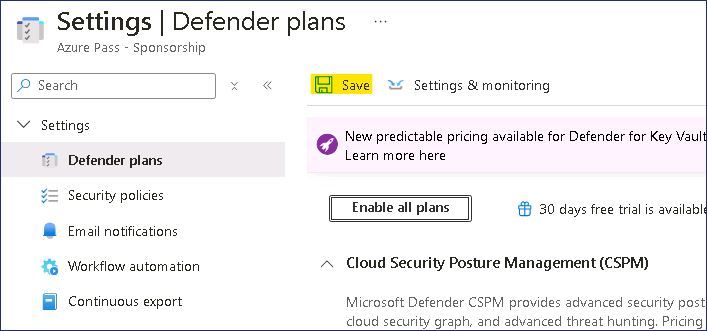 Settings | Defender plans ...
Azure Pass - Sponsorship
Search
Save
Settings & monitoring
Settings
Defender plans
Security policies
Email notifications
Workflow automation
Continuous export
New predictable pricing available for Defender for Key Vault
Learn more here
Enable all plans
30 days free trial is available
Cloud Security Posture Management (CSPM)
Microsoft Defender CSPM provides advanced security post
cloud security graph, and advanced threat hunting. Pricing